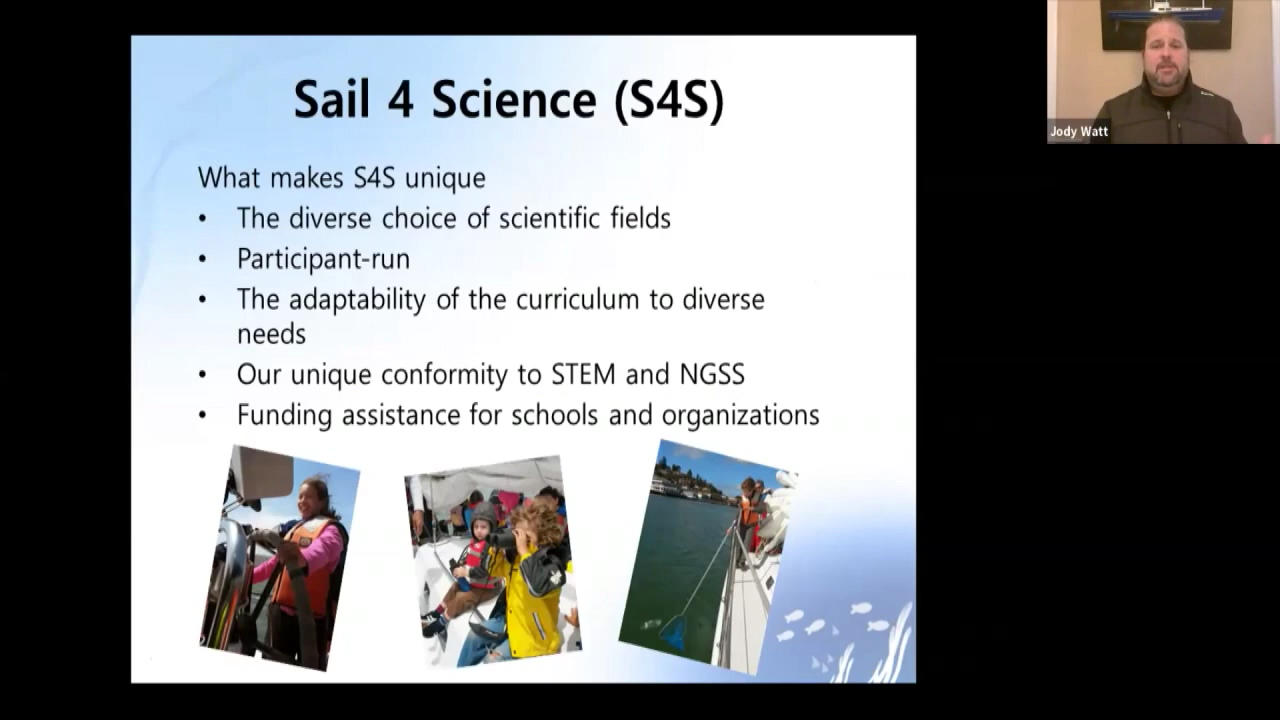 Sail 4 Science (S4S)
What makes S4S unique
• The diverse choice of scientific fields
• Participant-run
• The adaptability of the curriculum to diverse
needs
• Our unique conformity to STEM and NGSS
• Funding assistance for schools and organizations
Jody Watt